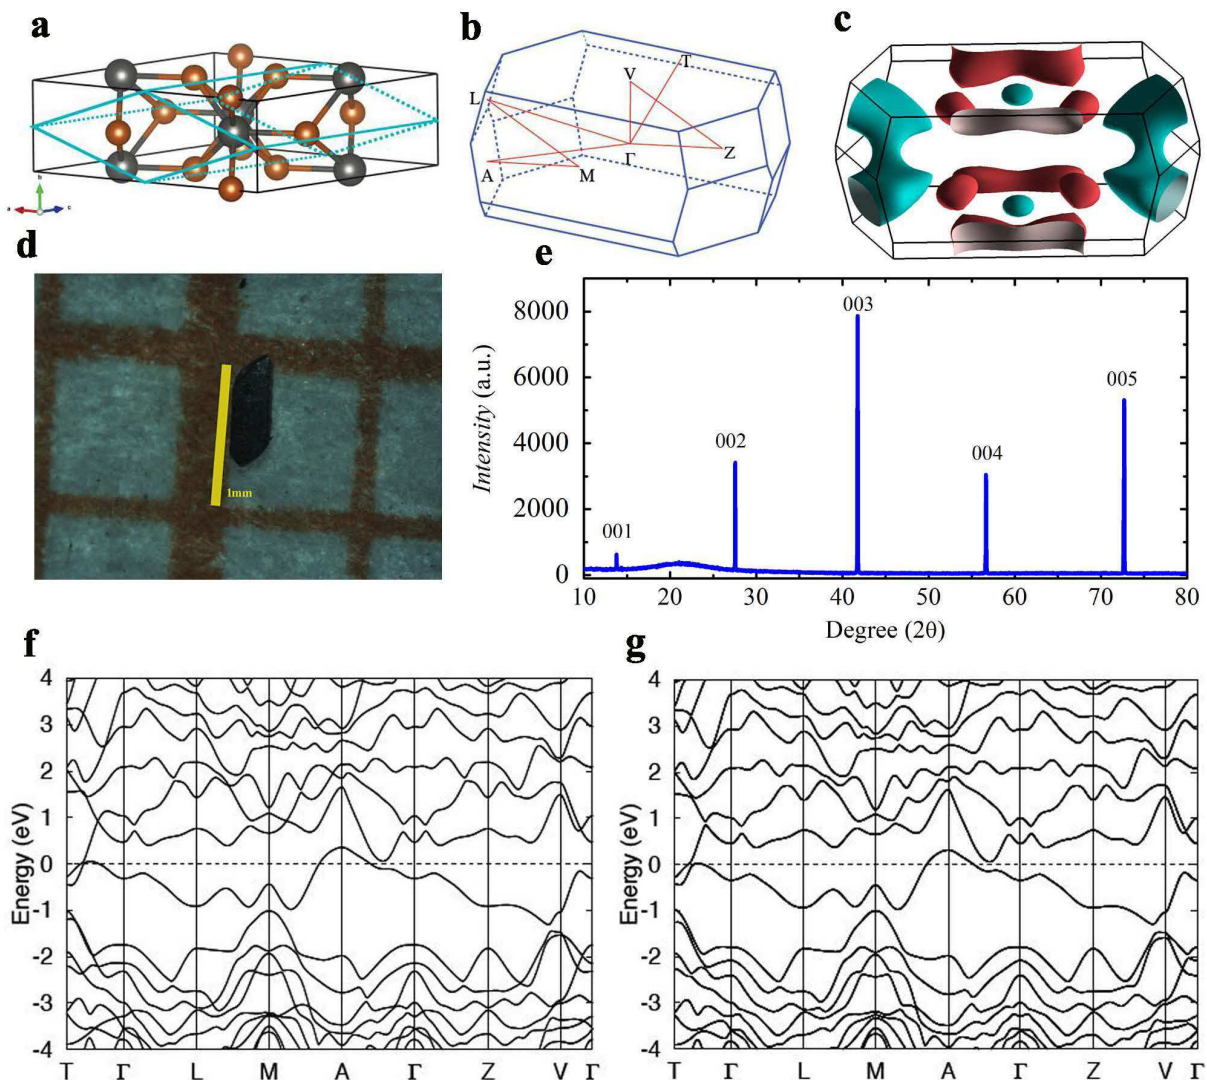 a
b
c
b
a
c
L
V
T
Γ
Z
A
M
d
1mm
e
8000
6000
4000
2000
0
Intensity (a.u.)
001
002
003
004
005
10 20 30 40 50 60 70 80
Degree (2θ)
f
4
3
2
1
0
-1
-2
-3
-4
Energy (eV)
T Γ L M A Γ Z V Γ
g
4
3
2
1
0
-1
-2
-3
-4
Energy (eV)
T Γ L M A Γ Z V Γ